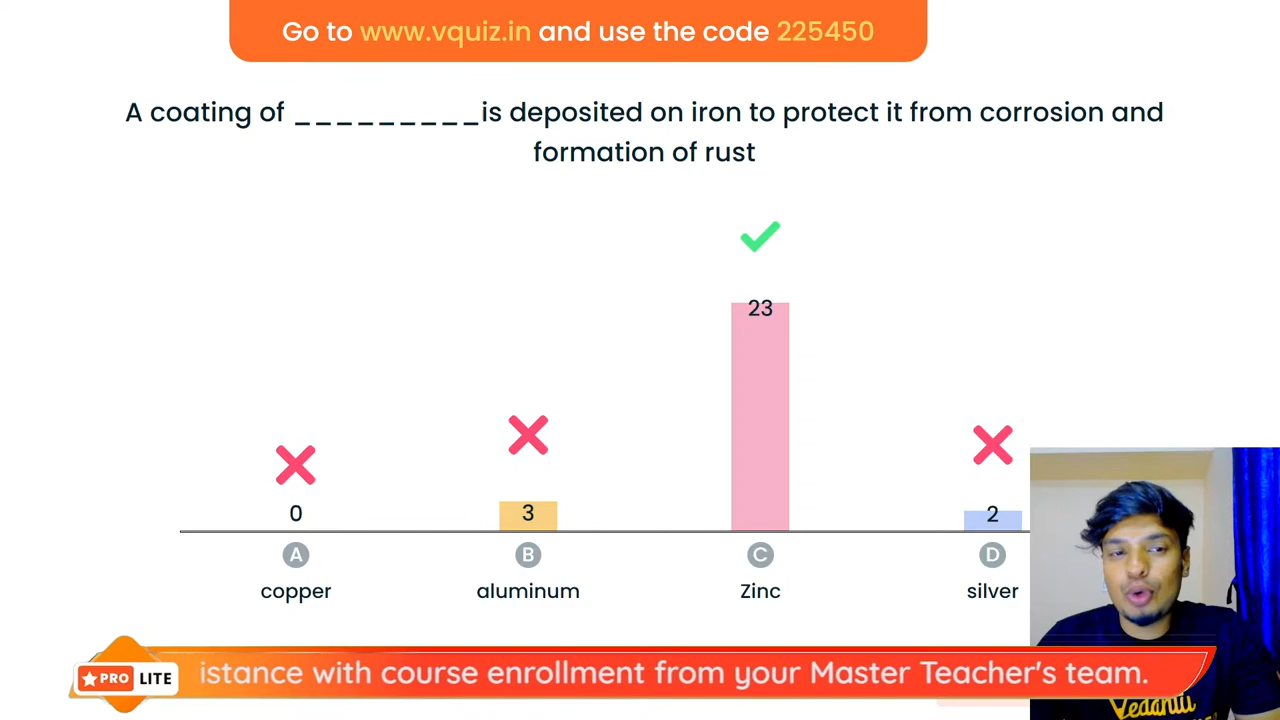 Go to www.vquiz.in and use the code 225450
A coating of _________is deposited on iron to protect it from corrosion and
formation of rust
23
0
3
2
A
B
C
D
copper
aluminum
Zinc
silver
PRO LITE
istance with course enrollment from your Master Teacher's team.
Vedantu